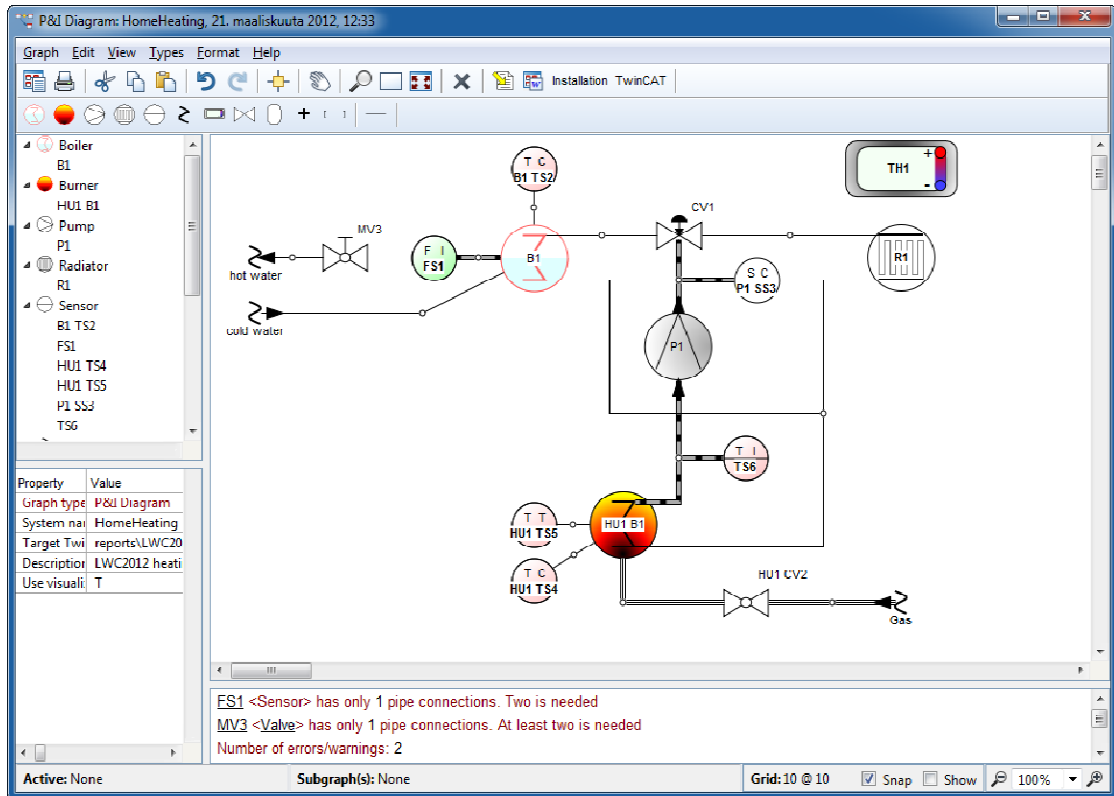 P&I Diagram: HomeHeating, 21. maaliskuuta 2012, 12:33
Graph Edit View Types Format Help
Installation TwinCAT
Boiler
B1
Burner
HU1 B1
Pump
P1
Radiator
R1
Sensor
B1 TS2
FS1
HU1 TS4
HU1 TS5
P1 SS3
TS6
Property Value
Graph type P&I Diagram
System nar HomeHeating
Target Twi reports\LWC20
Description LWC2012 heati
Use visuali: T
T C
B1 TS2
TH1
+
-
CV1
MV3
F I
FS1
B1
R1
hot water
S C
P1 SS3
cold water
P1
T I
TS6
T T
HU1 TS5
HU1 B1
T C
HU1 TS4
HU1 CV2
Gas
FS1 <Sensor> has only 1 pipe connections. Two is needed
MV3 <Valve> has only 1 pipe connections. At least two is needed
Number of errors/warnings: 2
Active: None Subgraph(s): None Grid: 10 @ 10 Snap Show 100%